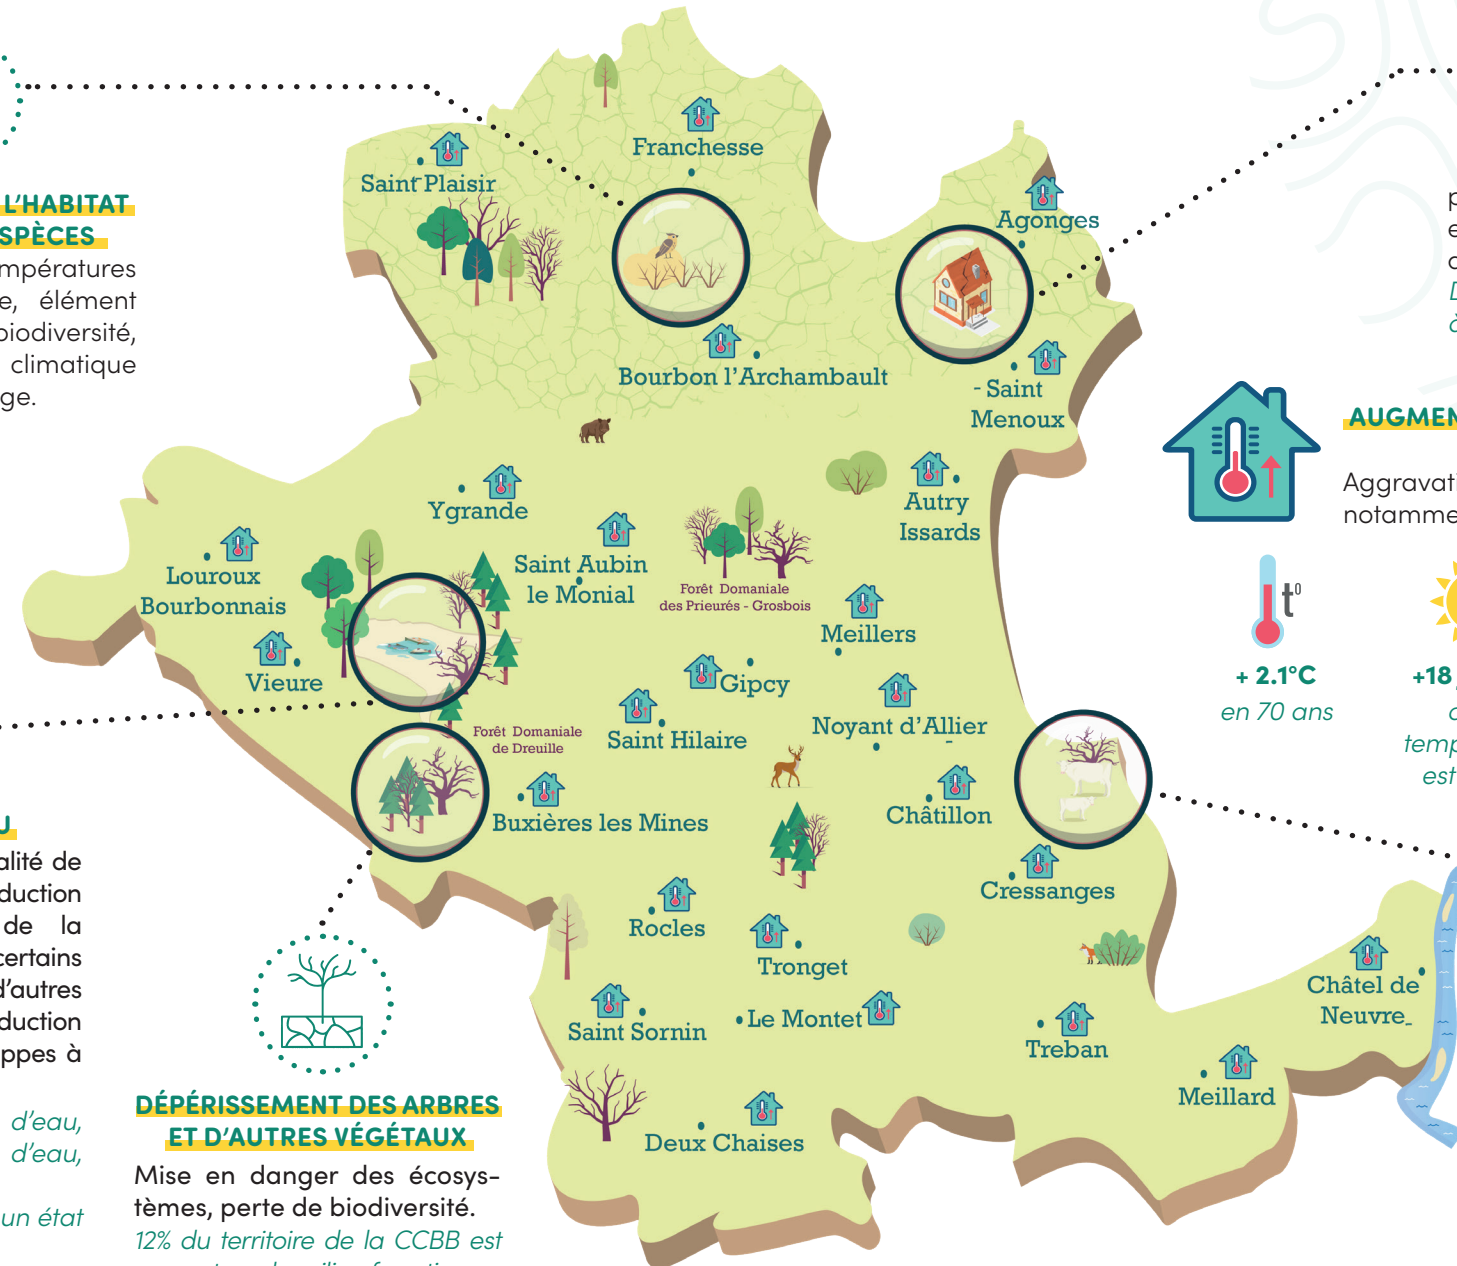 L'HABITAT
SPÈCES
mpératures
e, élément
biodiversité,
climatique
ge.
Franchesse
Saint Plaisir
Agonges
Bourbon l'Archambault
- Saint
Menoux
Ygrande
Autry
Issards
Louroux
Bourbonnais
Saint Aubin
le Monial
Forêt Domaniale
des Prieurés - Grosbois
Meillers
Vieure
Gipcy
Noyant d'Allier
Saint Hilaire
Forêt Domaniale
de Dreuille
Buxières les Mines
Châtillon
Cressanges
Rocles
Tronget
Châtel de
Neuvre
Saint Sornin
Le Montet
Treban
Meillard
Deux Chaises
p
e
D
à
AUGMEN
Aggravati
notamme
t°
+ 2.1°C
en 70 ans
+18
temp
est
U
alité de
duction
de la
certains
d'autres
duction
ppes à
d'eau,
d'eau,
un état
DÉPÉRISSEMENT DES ARBRES
ET D'AUTRES VÉGÉTAUX
Mise en danger des écosys-
tèmes, perte de biodiversité.
12% du territoire de la CCBB est